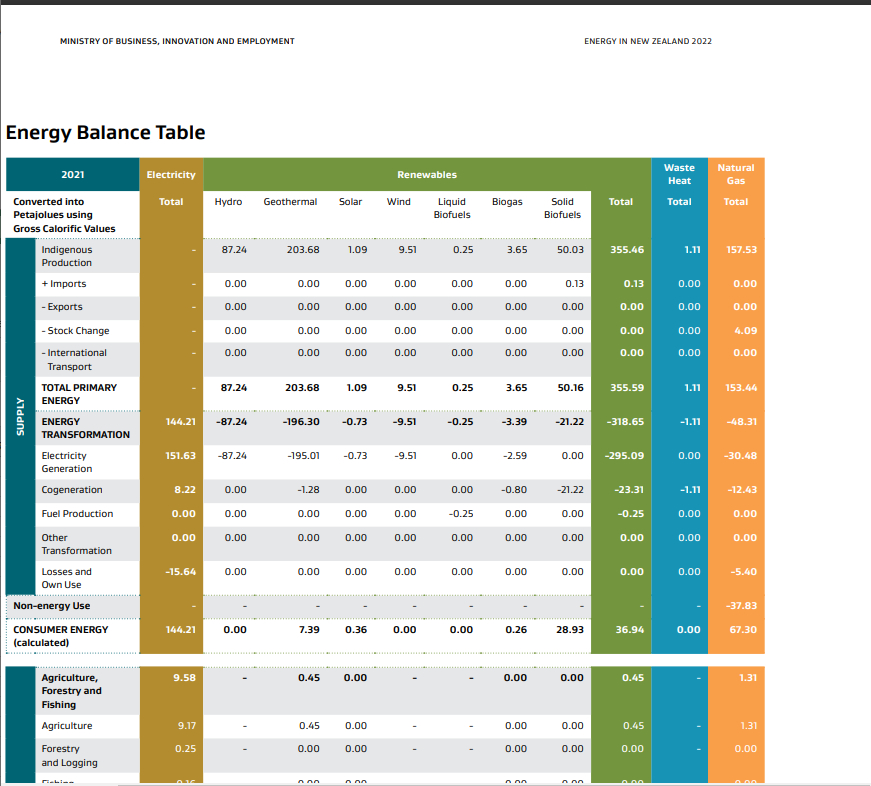 MINISTRY OF BUSINESS, INNOVATION AND EMPLOYMENT ENERGY IN NEW ZEALAND 2022
Energy Balance Table
2021 Electricity Renewables Waste Heat Natural Gas
Converted into Petajoules using Gross Calorific Values Total Hydro Geothermal Solar Wind Liquid Biofuels Biogas Solid Biofuels Total Total Total
SUPPLY
Indigenous Production - 87.24 203.68 1.09 9.51 0.25 3.65 50.03 355.46 1.11 157.53
+ Imports - 0.00 0.00 0.00 0.00 0.00 0.00 0.13 0.13 0.00 0.00
- Exports - 0.00 0.00 0.00 0.00 0.00 0.00 0.00 0.00 0.00 0.00
- Stock Change - 0.00 0.00 0.00 0.00 0.00 0.00 0.00 0.00 0.00 4.09
- International Transport - 0.00 0.00 0.00 0.00 0.00 0.00 0.00 0.00 0.00 0.00
TOTAL PRIMARY ENERGY - 87.24 203.68 1.09 9.51 0.25 3.65 50.16 355.59 1.11 153.44
ENERGY TRANSFORMATION 144.21 -87.24 -196.30 -0.73 -9.51 -0.25 -3.39 -21.22 -318.65 -1.11 -48.31
Electricity Generation 151.63 -87.24 -195.01 -0.73 -9.51 0.00 -2.59 0.00 -295.09 0.00 -30.48
Cogeneration 8.22 0.00 -1.28 0.00 0.00 0.00 -0.80 -21.22 -23.31 -1.11 -12.43
Fuel Production 0.00 0.00 0.00 0.00 0.00 -0.25 0.00 0.00 -0.25 0.00 0.00
Other Transformation 0.00 0.00 0.00 0.00 0.00 0.00 0.00 0.00 0.00 0.00 0.00
Losses and Own Use -15.64 0.00 0.00 0.00 0.00 0.00 0.00 0.00 0.00 0.00 -5.40
Non-energy Use - - - - - - - - - - -37.83
CONSUMER ENERGY (calculated) 144.21 0.00 7.39 0.36 0.00 0.00 0.26 28.93 36.94 0.00 67.30
Agriculture, Forestry and Fishing 9.58 - 0.45 0.00 - - 0.00 0.00 0.45 - 1.31
Agriculture 9.17 - 0.45 0.00 - - 0.00 0.00 0.45 - 1.31
Forestry and Logging 0.25 - 0.00 0.00 - - 0.00 0.00 0.00 - 0.00